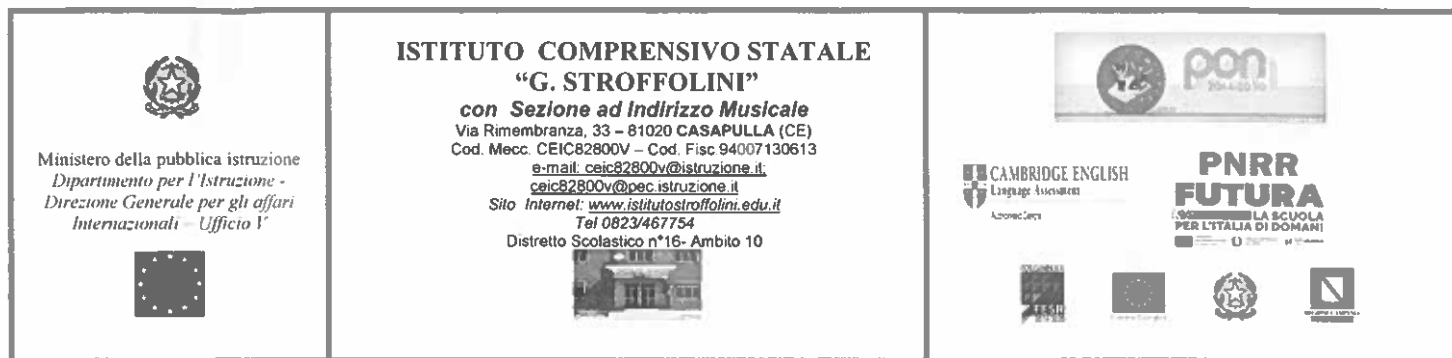 Ministero della pubblica istruzione
Dipartimento per l'Istruzione -
Direzione Generale per gli affari
Internazionali – Ufficio V
ISTITUTO COMPRENSIVO STATALE
“G. STROFFOLINI”
con Sezione ad Indirizzo Musicale
Via Rimembranza, 33 – 81020 CASAPULLA (CE)
Cod. Mecc. CEIC82800V – Cod. Fisc 94007130613
e-mail: ceic82800v@istruzione.it;
ceic82800v@pec.istruzione.it
Sito Internet: www.istitutostroffolini.edu.it
Tel 0823/467754
Distretto Scolastico n°16- Ambito 10
pon
2014-2020
CAMBRIDGE ENGLISH
Language Assessment
PNRR
FUTURA
LA SCUOLA
PER L'ITALIA DI DOMANI
FESR